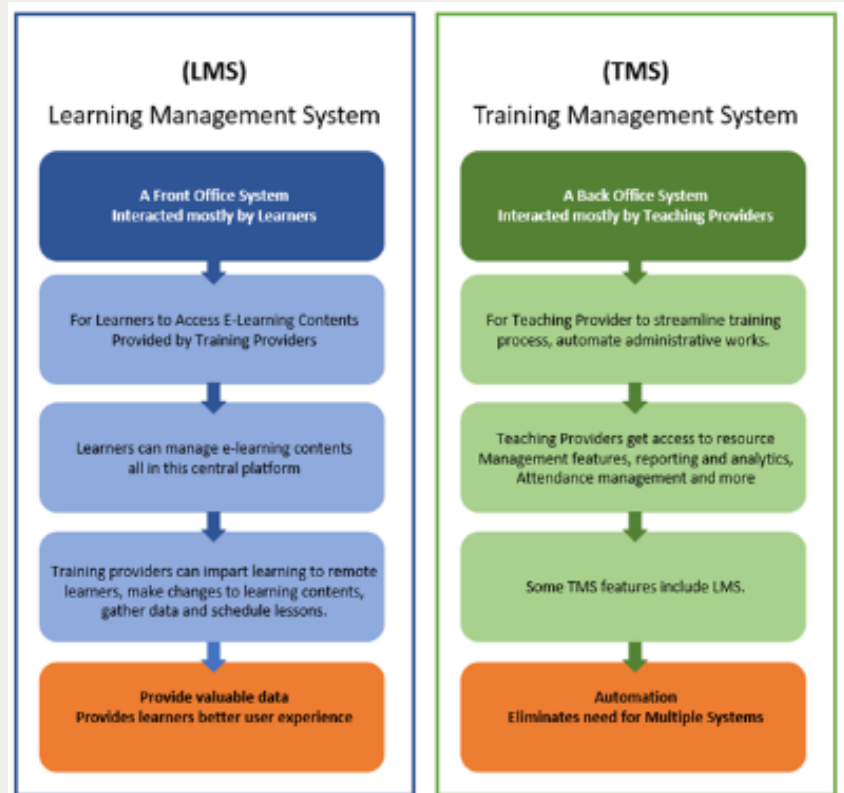 (LMS)
Learning Management System
A Front Office System
Interacted mostly by Learners
For Learners to Access E-Learning Contents
Provided by Training Providers
Learners can manage e-learning contents
all in this central platform
Training providers can impart learning to remote
learners, make changes to learning contents,
gather data and schedule lessons.
Provide valuable data
Provides learners better user experience
(TMS)
Training Management System
A Back Office System
Interacted mostly by Teaching Providers
For Teaching Provider to streamline training
process, automate administrative works.
Teaching Providers get access to resource
Management features, reporting and analytics,
Attendance management and more
Some TMS features include LMS.
Automation
Eliminates need for Multiple Systems